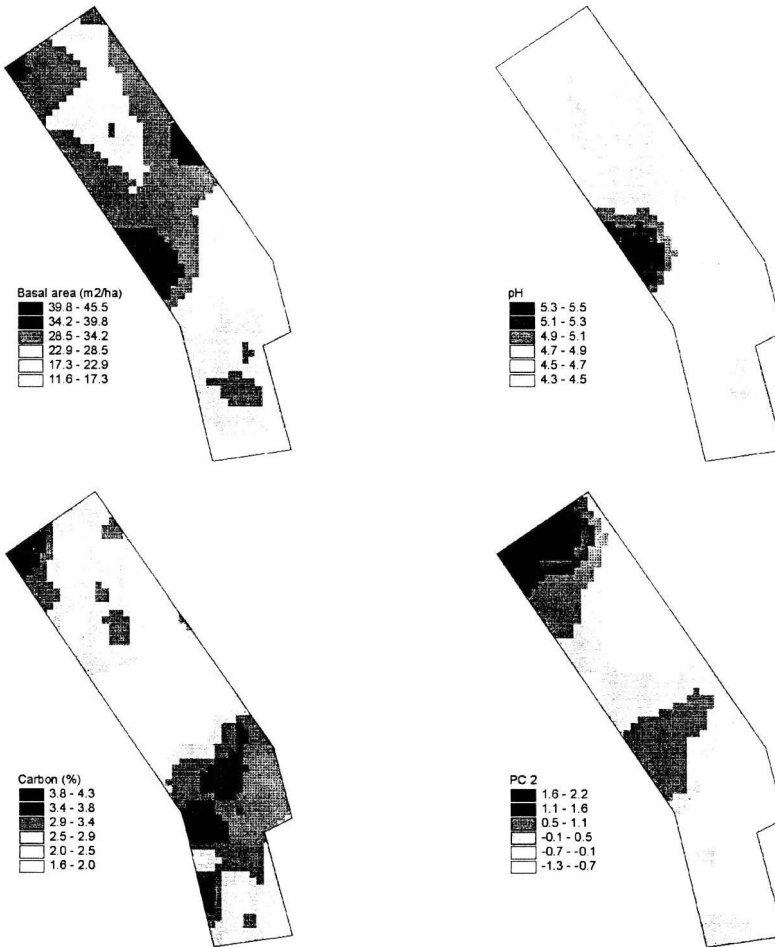 Basal area (m2/ha)
39.8 - 45.5
34.2 - 39.8
28.5 - 34.2
22.9 - 28.5
17.3 - 22.9
11.6 - 17.3
pH
5.3 - 5.5
5.1 - 5.3
4.9 - 5.1
4.7 - 4.9
4.5 - 4.7
4.3 - 4.5
Carbon (%)
3.8 - 4.3
3.4 - 3.8
2.9 - 3.4
2.5 - 2.9
2.0 - 2.5
1.6 - 2.0
PC 2
1.6 - 2.2
1.1 - 1.6
0.5 - 1.1
-0.1 - 0.5
-0.7 - -0.1
-1.3 - -0.7